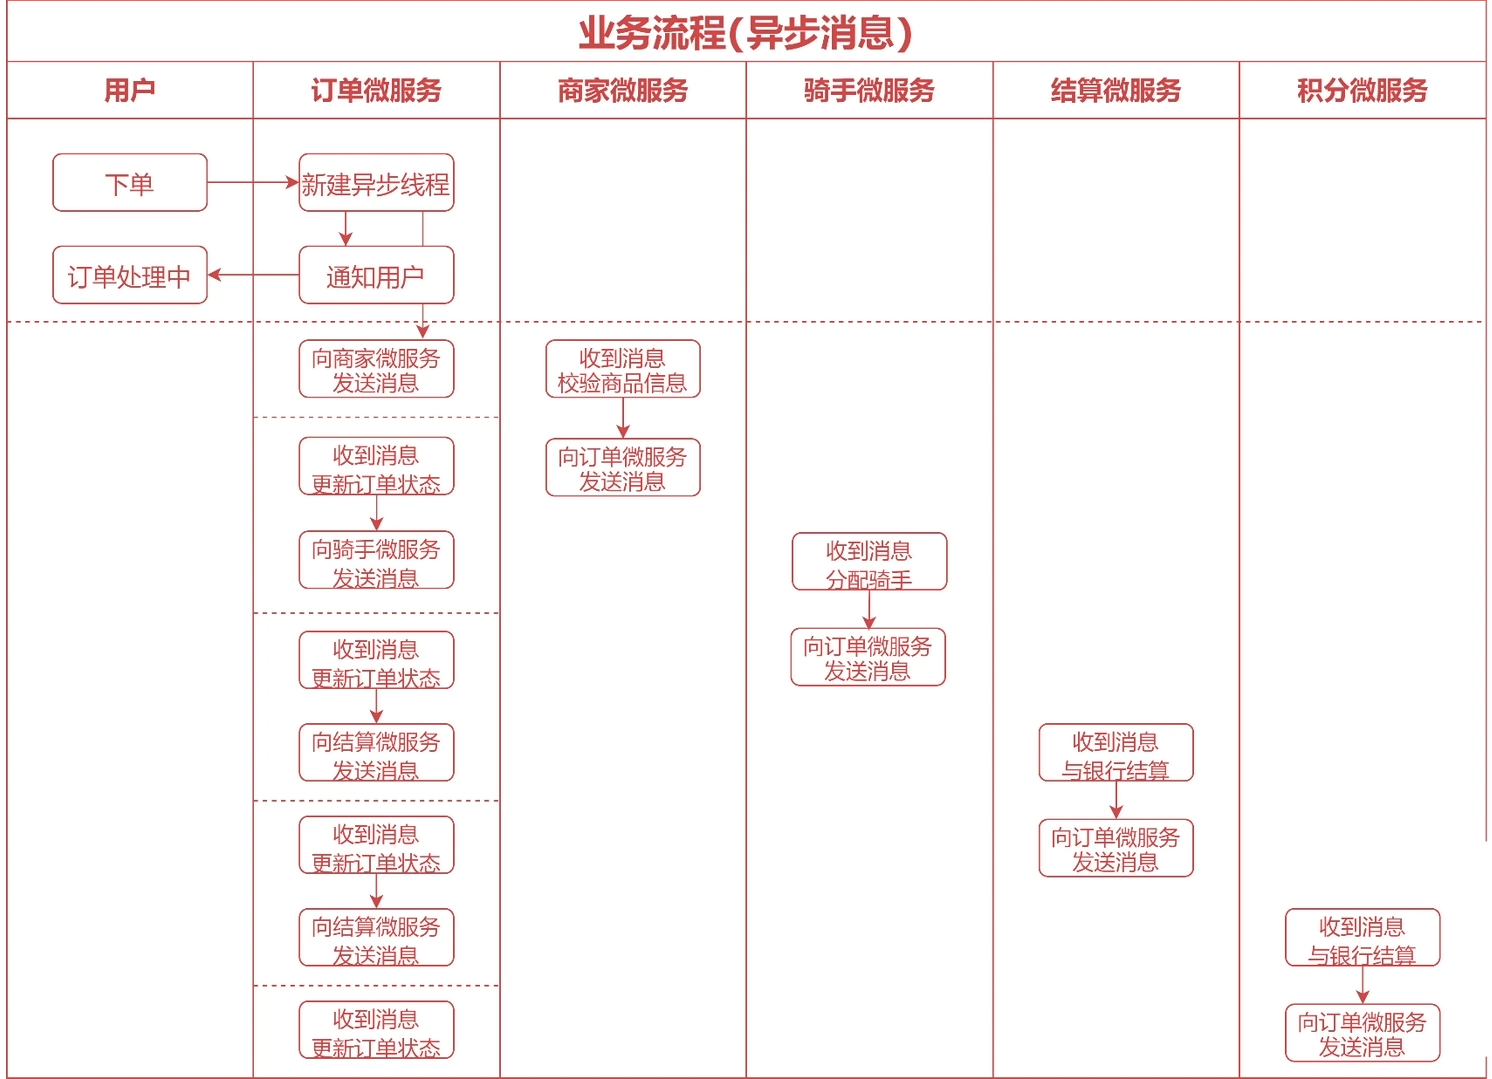 业务流程(异步消息)
用户
订单微服务
商家微服务
骑手微服务
结算微服务
积分微服务
下单
新建异步线程
订单处理中
通知用户
向商家微服务
发送消息
收到消息
校验商品信息
收到消息
更新订单状态
向订单微服务
发送消息
向骑手微服务
发送消息
收到消息
分配骑手
收到消息
更新订单状态
向订单微服务
发送消息
向结算微服务
发送消息
收到消息
与银行结算
收到消息
更新订单状态
向订单微服务
发送消息
向结算微服务
发送消息
收到消息
与银行结算
收到消息
更新订单状态
向订单微服务
发送消息